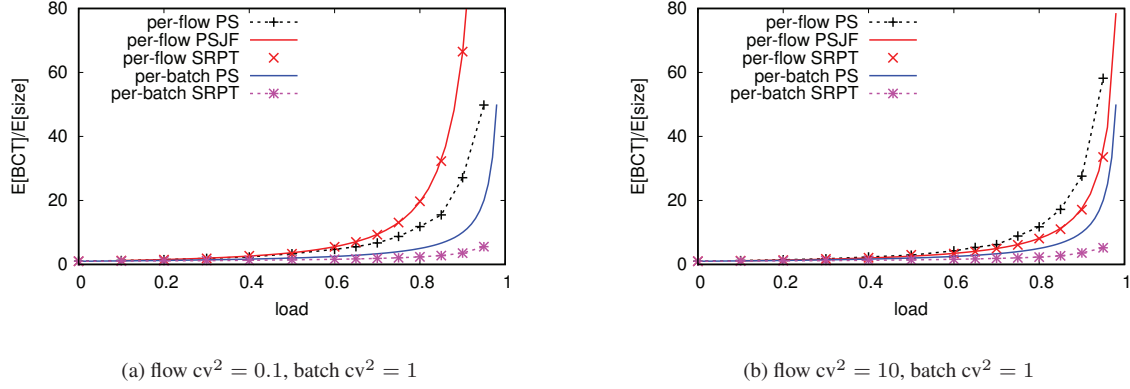 per-flow PS
per-flow PSJF
per-flow SRPT
per-batch PS
per-batch SRPT
80
60
40
20
0
E[BCT]/E[size]
0 0.2 0.4 0.6 0.8 1
load
(a) flow cv² = 0.1, batch cv² = 1
per-flow PS
per-flow PSJF
per-flow SRPT
per-batch PS
per-batch SRPT
80
60
40
20
0
E[BCT]/E[size]
0 0.2 0.4 0.6 0.8 1
load
(b) flow cv² = 10, batch cv² = 1